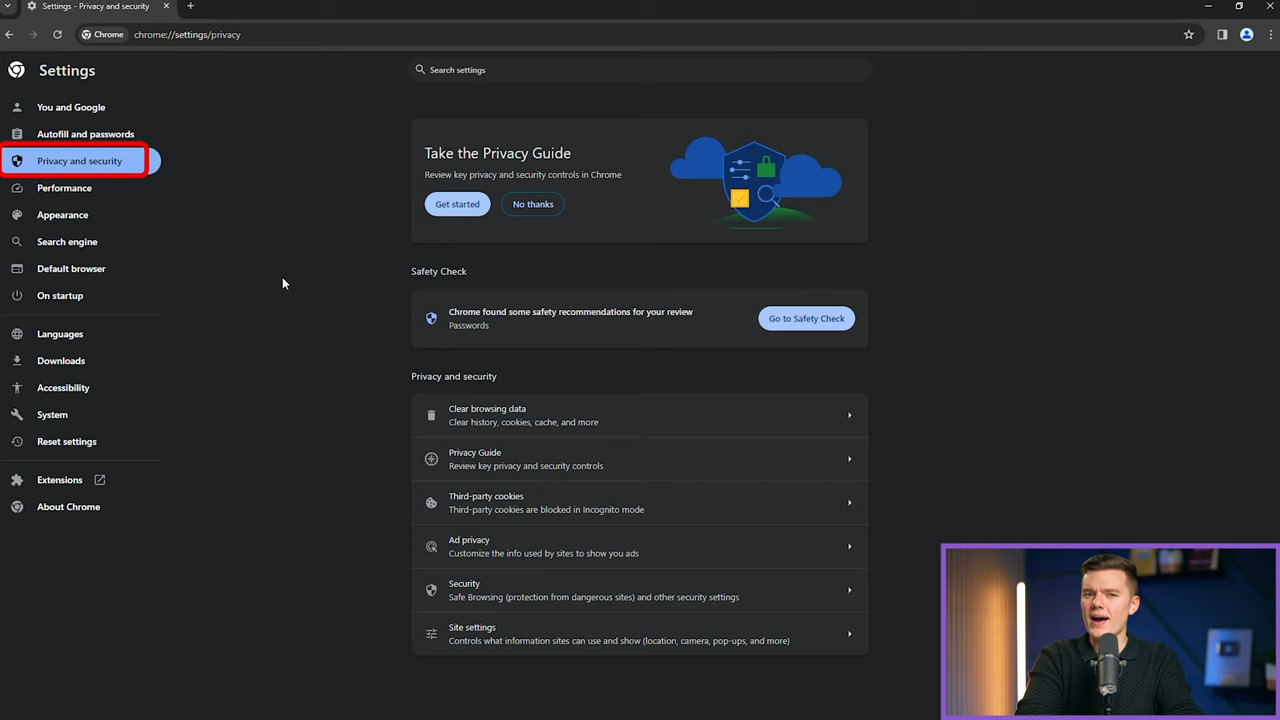 Settings - Privacy and security
Chrome
chrome://settings/privacy
Settings
Search settings
You and Google
Autofill and passwords
Privacy and security
Performance
Appearance
Search engine
Default browser
On startup
Languages
Downloads
Accessibility
System
Reset settings
Extensions
About Chrome
Take the Privacy Guide
Review key privacy and security controls in Chrome
Get started
No thanks
Safety Check
Chrome found some safety recommendations for your review
Passwords
Go to Safety Check
Privacy and security
Clear browsing data
Clear history, cookies, cache, and more
Privacy Guide
Review key privacy and security controls
Third-party cookies
Third-party cookies are blocked in Incognito mode
Ad privacy
Customize the info used by sites to show you ads
Security
Safe Browsing (protection from dangerous sites) and other security settings
Site settings
Controls what information sites can use and show (location, camera, pop-ups, and more)